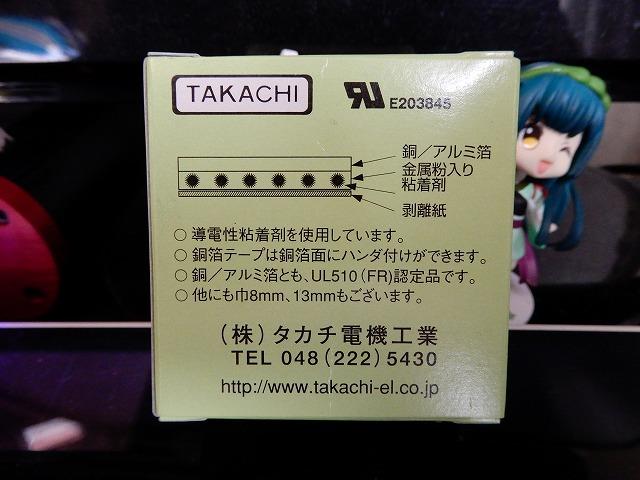 TAKACHI
RU E203845
銅／アルミ箔
金属粉入り
粘着剤
剥離紙
○ 導電性粘着剤を使用しています。
○ 銅箔テープは銅箔面にハンダ付けができます。
○ 銅／アルミ箔とも、UL510 (FR)認定品です。
○ 他にも巾8mm、13mmもございます。
（株）タカチ電機工業
TEL 048（222）5430
http://www.takachi-el.co.jp